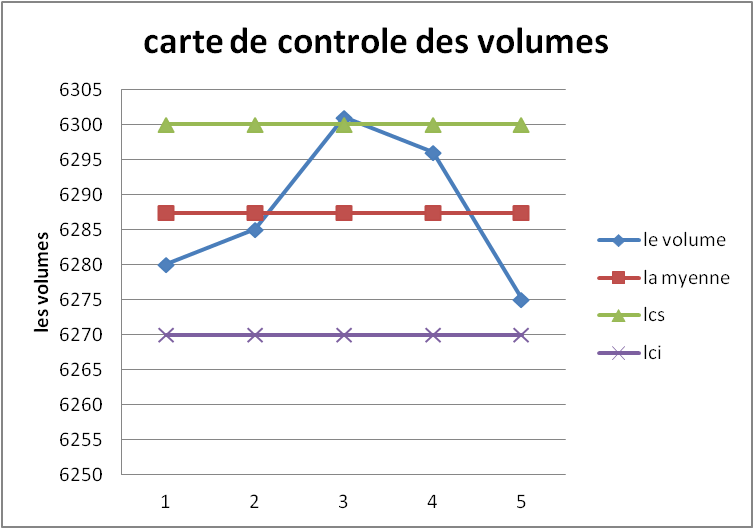 carte de controle des volumes
les volumes
6305
6300
6295
6290
6285
6280
6275
6270
6265
6260
6255
6250
1 2 3 4 5
le volume
la myenne
lcs
lci